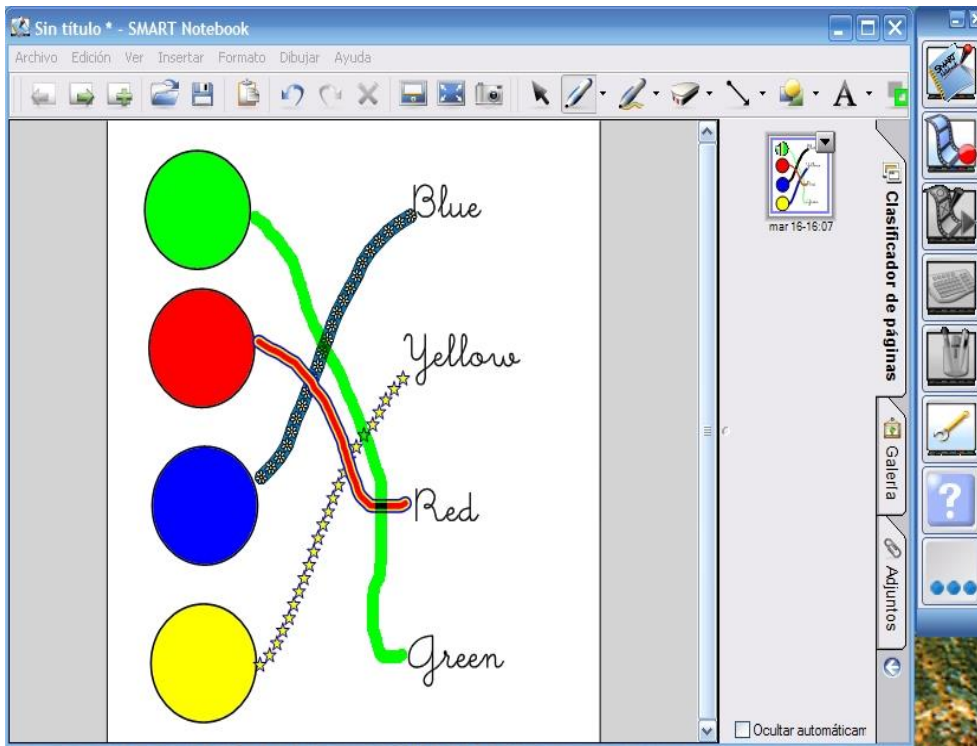 Sin título * - SMART Notebook
Archivo Edición Ver Insertar Formato Dibujar Ayuda
Blue
Yellow
Red
Green
mar 16-16:07
Clasificador de páginas
Galería
Adjuntos
Ocultar automáticam